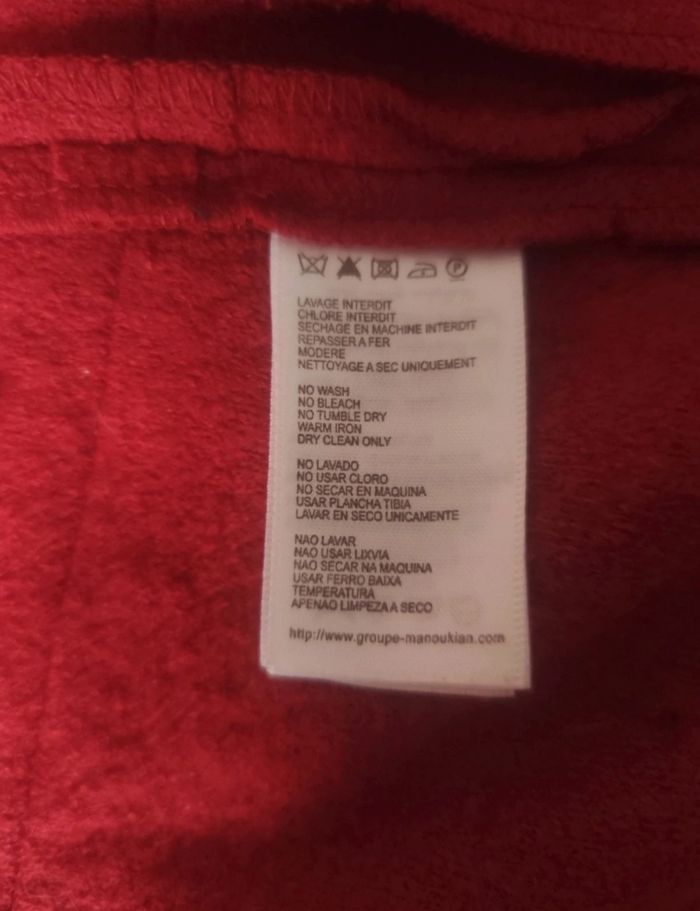 P
LAVAGE INTERDIT
CHLORE INTERDIT
SECHAGE EN MACHINE INTERDIT
REPASSER A FER
MODERE
NETTOYAGE A SEC UNIQUEMENT
NO WASH
NO BLEACH
NO TUMBLE DRY
WARM IRON
DRY CLEAN ONLY
NO LAVADO
NO USAR CLORO
NO SECAR EN MAQUINA
USAR PLANCHA TIBIA
LAVAR EN SECO UNICAMENTE
NAO LAVAR
NAO USAR LIXVIA
NAO SECAR NA MAQUINA
USAR FERRO BAIXA
TEMPERATURA
APENAO LIMPEZA A SECO
http://www.groupe-manoukian.com